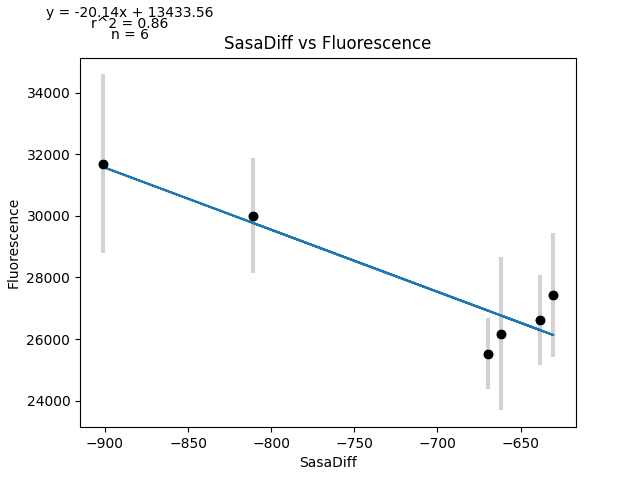 y = -20.14x + 13433.56
r^2 = 0.86
n = 6
SasaDiff vs Fluorescence
34000
32000
30000
28000
26000
24000
Fluorescence
−900
−850
−800
−750
−700
−650
SasaDiff